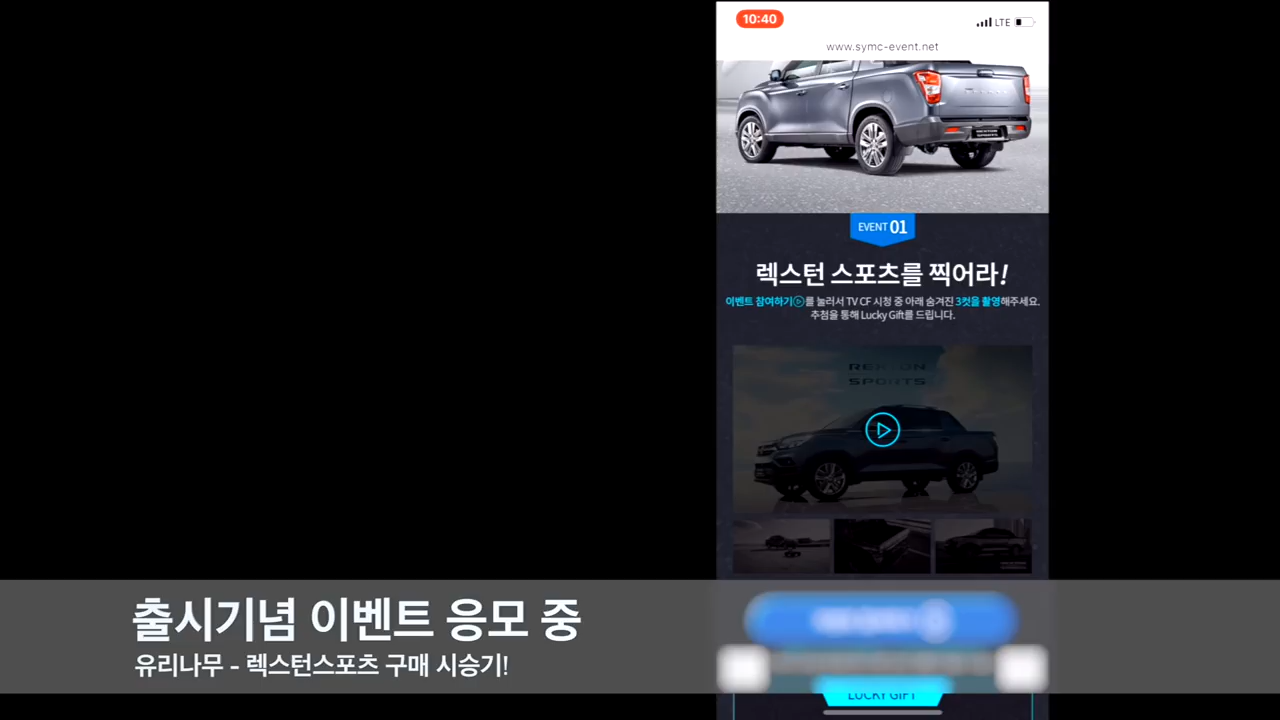 10:40
LTE
www.symc-event.net
REXTON
SPORTS
EVENT 01
렉스턴 스포츠를 찍어라!
이벤트 참여하기를 눌러서 TV CF 시청 중 아래 숨겨진 3컷을 촬영해주세요.
추첨을 통해 Lucky Gift를 드립니다.
REXTON
SPORTS
출시기념 이벤트 응모 중
유리나무 - 렉스턴스포츠 구매 시승기!
LUCKY GIFT